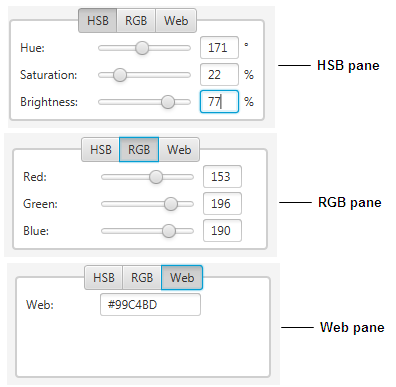 HSB RGB Web
Hue: 171 °
Saturation: 22 %
Brightness: 77 %
HSB pane
HSB RGB Web
Red: 153
Green: 196
Blue: 190
RGB pane
HSB RGB Web
Web: #99C4BD
Web pane